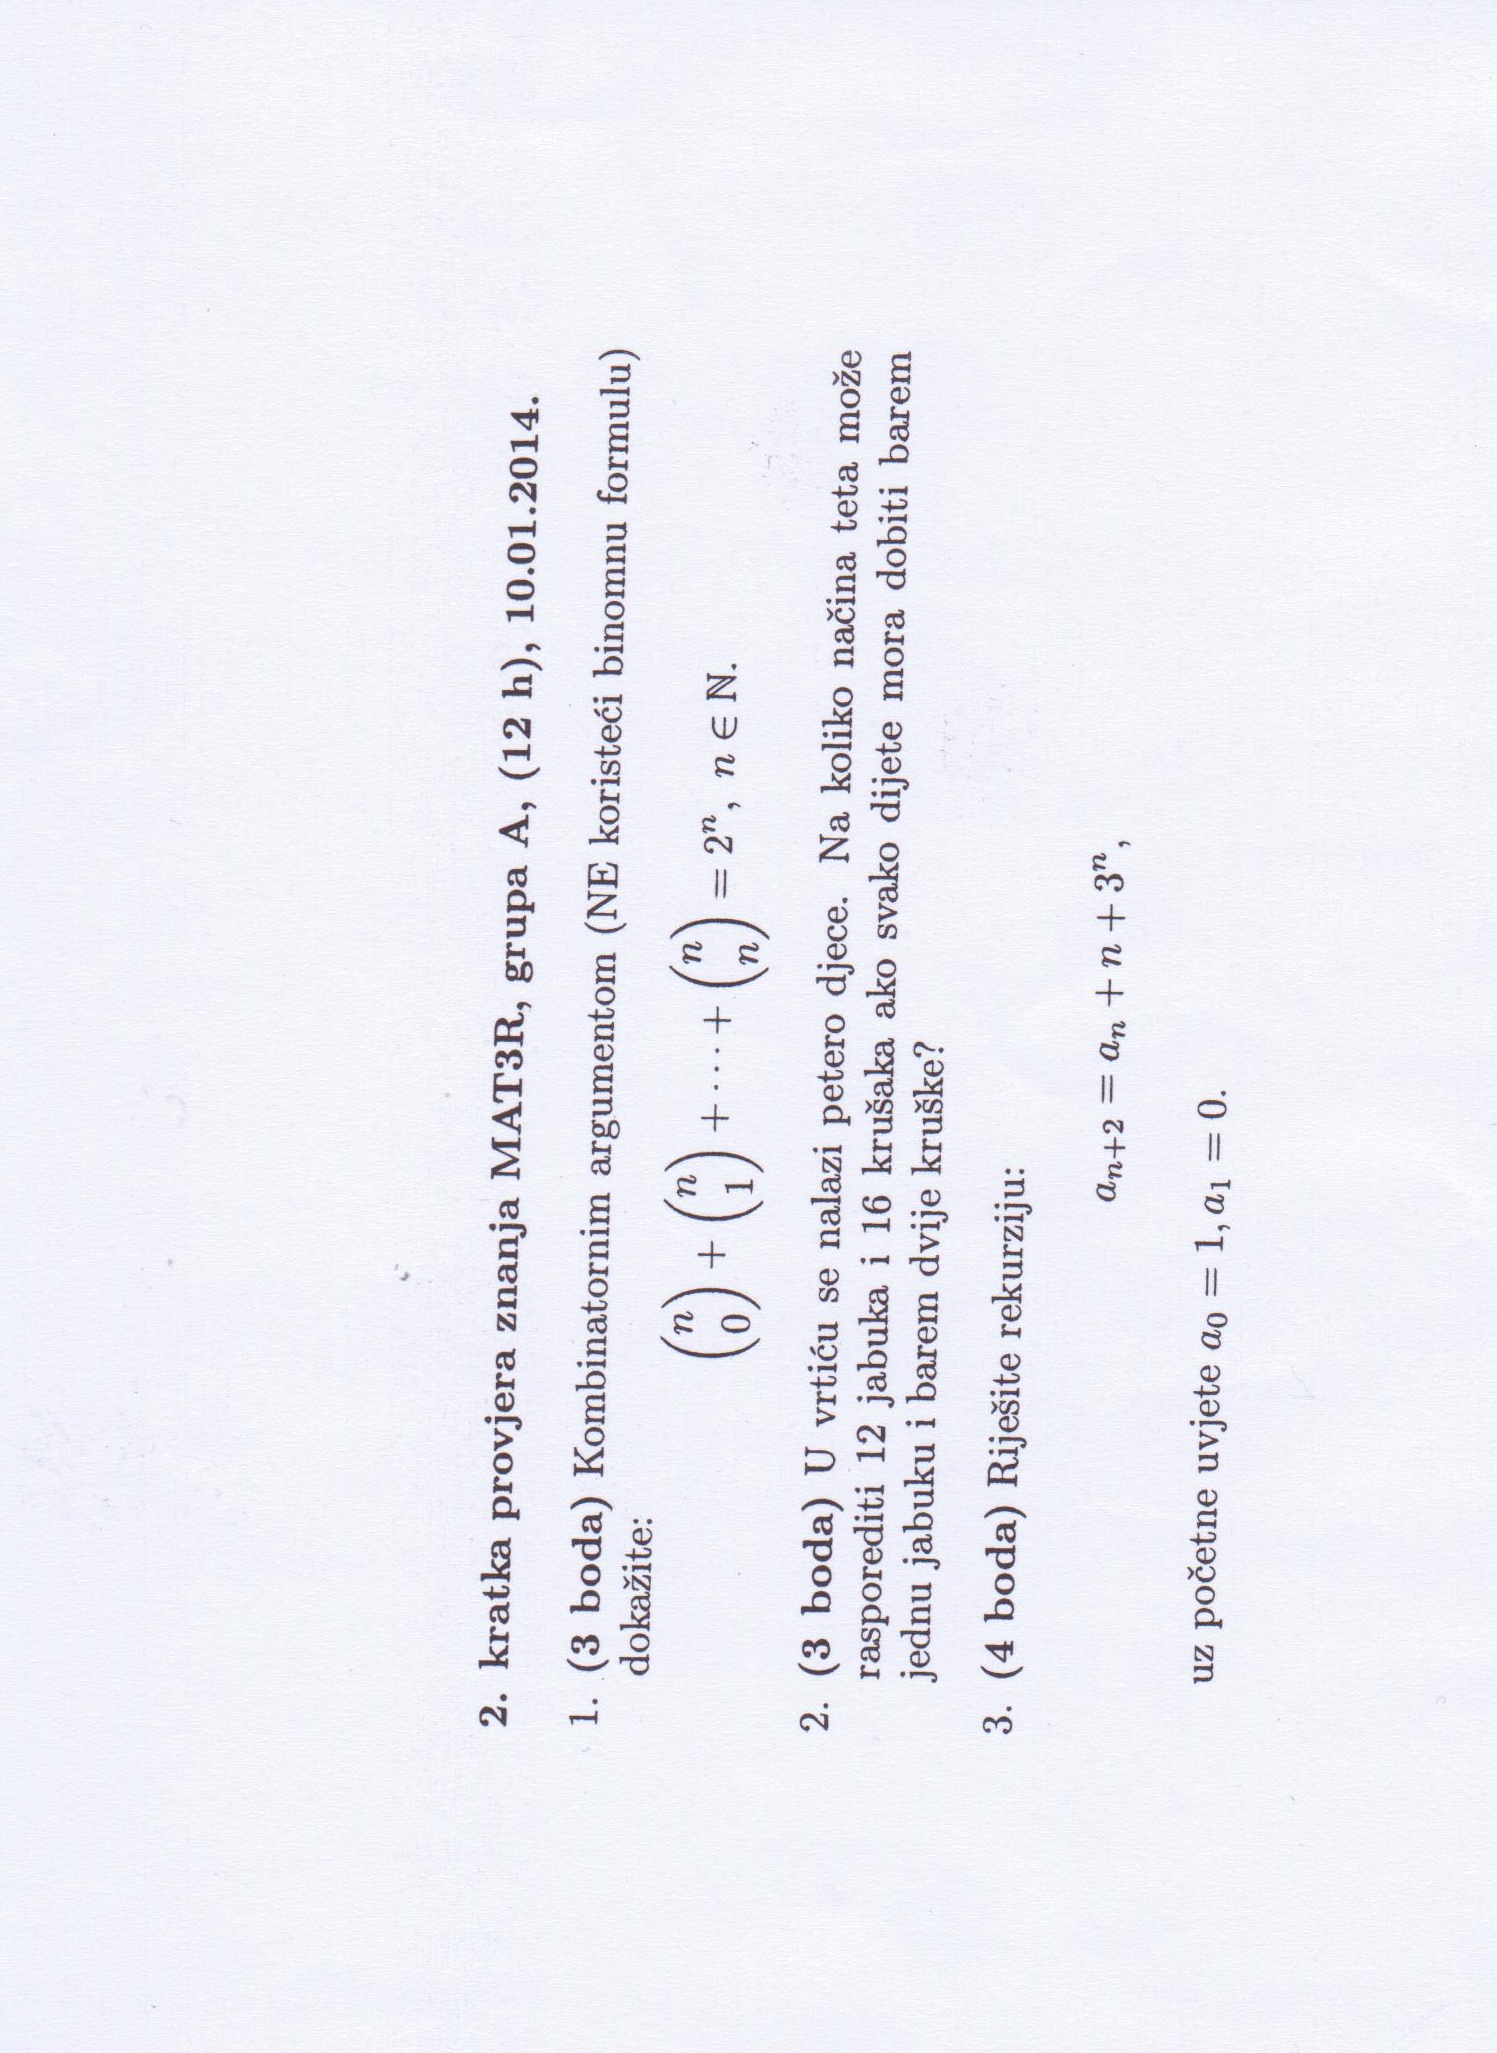 2. kratka provjera znanja MAT3R, grupa A, (12 h), 10.01.2014.
1. (3 boda) Kombinatornim argumentom (NE koristeći binomnu formulu)
dokažite:
$\binom{n}{0} + \binom{n}{1} + \cdots + \binom{n}{n} = 2^n, n \in \mathbb{N}.$
2. (3 boda) U vrtiću se nalazi petero djece. Na koliko načina teta može
rasporediti 12 jabuka i 16 krušaka ako svako dijete mora dobiti barem
jednu jabuku i barem dvije kruške?
3. (4 boda) Riješite rekurziju:
$a_{n+2} = a_n + n + 3^n,$
uz početne uvjete $a_0 = 1, a_1 = 0.$